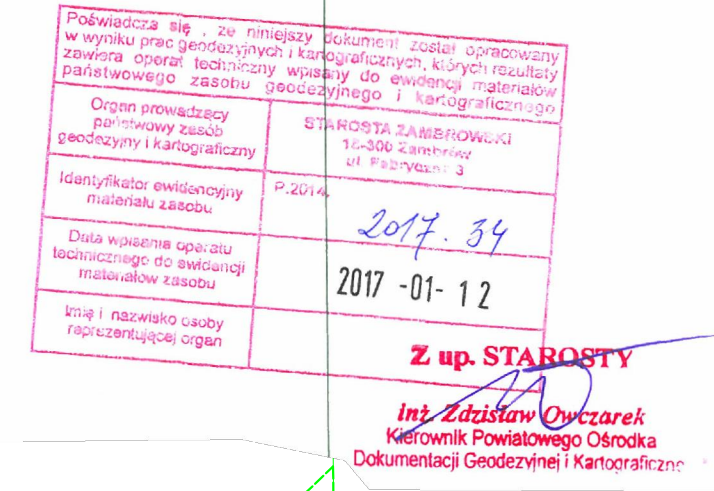 Poświadcza się , że niniejszy dokument został opracowany
w wyniku prac geodezyjnych i kartograficznych, których rezultaty
zawiera operat techniczny wpisany do ewidencji materiałów
państwowego zasobu geodezyjnego i kartograficznego
Organ prowadzący
państwowy zasób
geodezyjny i kartograficzny
STAROSTA ZAMBROWSKI
18-300 Zambrów
ul. Fabryczna 3
Identyfikator ewidencyjny
materiału zasobu
P.2014.
2017. 34
Data wpisania operatu
technicznego do ewidencji
materiałów zasobu
2017 -01- 12
Imię i nazwisko osoby
reprezentującej organ
Z up. STAROSTY
inż. Zdzisław Owczarek
Kierownik Powiatowego Ośrodka
Dokumentacji Geodezyjnej i Kartograficzne